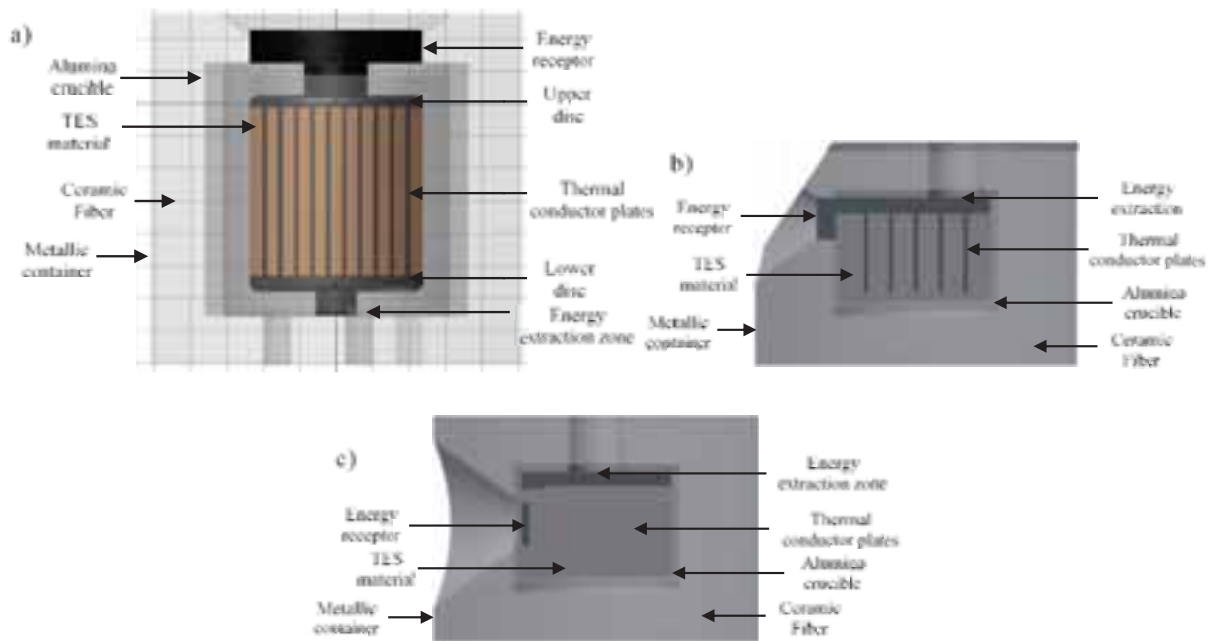 a)
Energy
receptor
Alumina
crucible
Upper
disc
TES
material
Ceramic
Fiber
Thermal
conductor plates
Metallic
container
Lower
disc
Energy
extraction zone
b)
Energy
receptor
Energy
extraction
Thermal
conductor plates
TES
material
Alumica
crucible
Metallic
container
Ceramic
Fiber
c)
Energy
extraction zone
Energy
receptor
Thermal
conductor plates
TES
material
Alumica
crucible
Metallic
container
Ceramic
Fiber